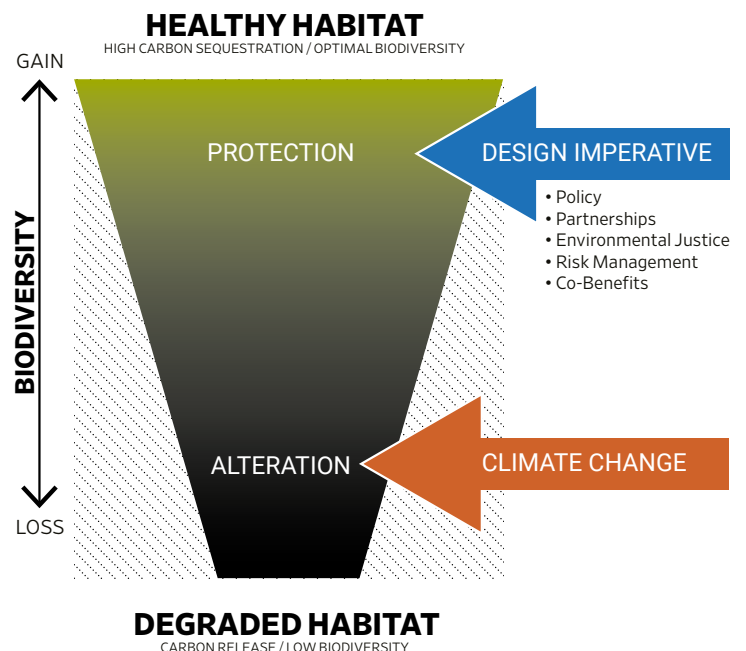 HEALTHY HABITAT
HIGH CARBON SEQUESTRATION / OPTIMAL BIODIVERSITY
GAIN
PROTECTION
DESIGN IMPERATIVE
• Policy
• Partnerships
• Environmental Justice
• Risk Management
• Co-Benefits
BIODIVERSITY
ALTERATION
CLIMATE CHANGE
LOSS
DEGRADED HABITAT
CARBON RELEASE / LOW BIODIVERSITY